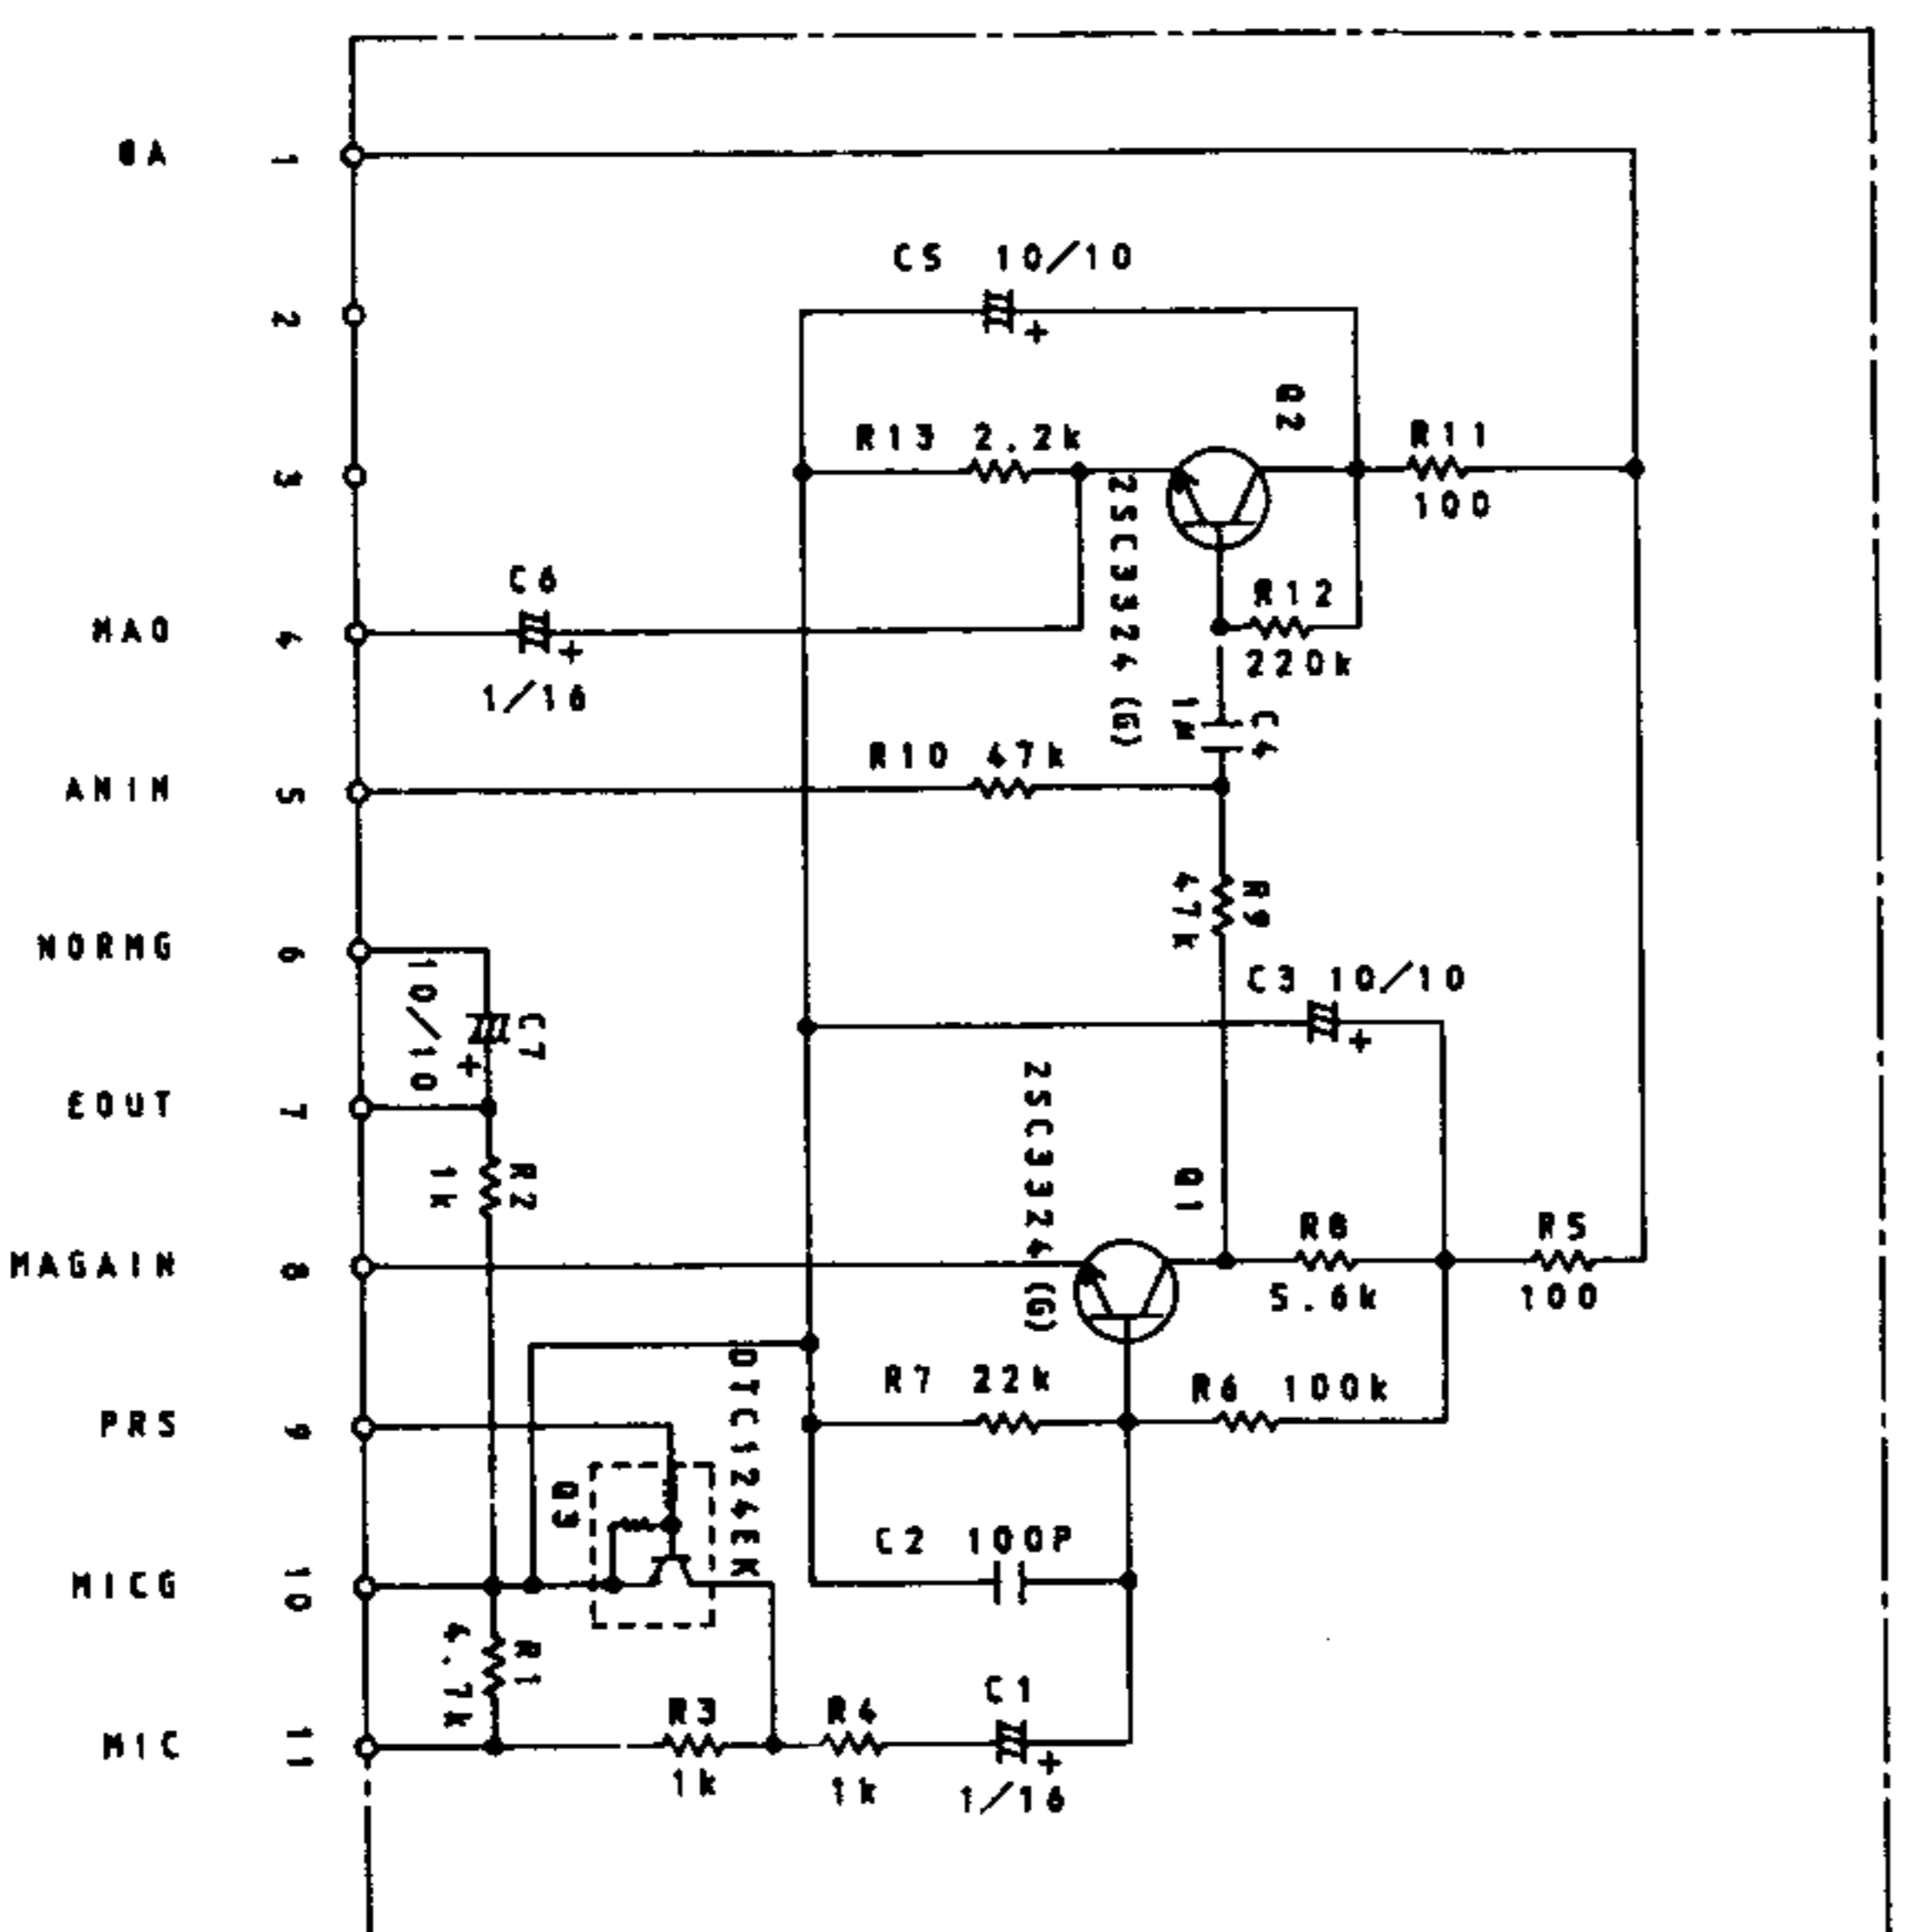 1
C5 10/10
2
Q2
R13 2.2k
R11
3
100
2SC3324(G)
C6
R12
MAO
4
220k
1/16
C4
R10 47k
ANIN
5
R9
47k
NORMG
6
C3 10/10
10/10
C7
EOUT
7
2SC3324(G)
R2
1k
Q1
R8
R5
MAGAIN
8
5.6k
100
DTC124EK
R7 22k
R6 100k
PRS
9
Q3
C2 100P
MICG
10
R1
4.7k
C1
R3
R4
MIC
11
1k
1k
1/16